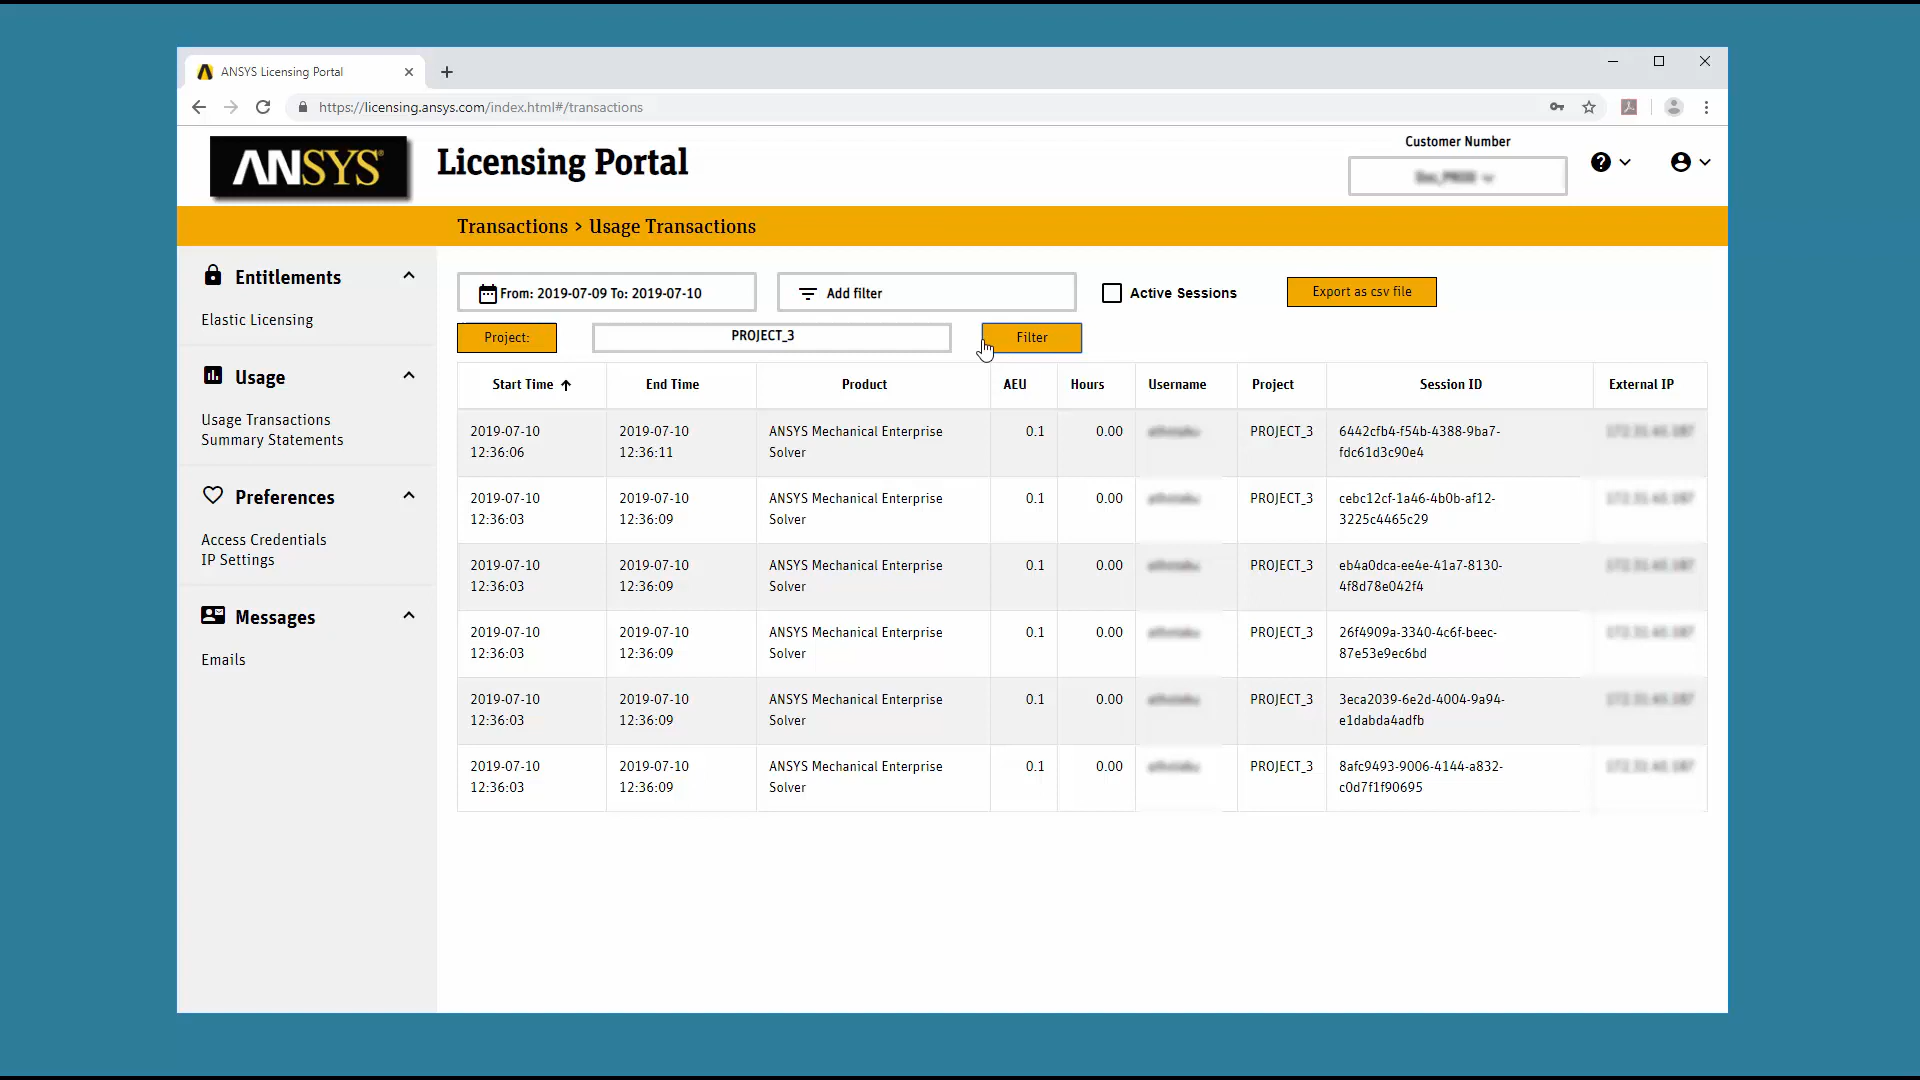 ANSYS Licensing Portal
https://licensing.ansys.com/index.html#/transactions
ANSYS Licensing Portal
Customer Number
Transactions > Usage Transactions
Entitlements
Elastic Licensing
Usage
Usage Transactions
Summary Statements
Preferences
Access Credentials
IP Settings
Messages
Emails
From: 2019-07-09 To: 2019-07-10 Add filter Active Sessions Export as csv file
Project: PROJECT_3 Filter
Start Time End Time Product AEU Hours Username Project Session ID External IP
2019-07-10 2019-07-10 ANSYS Mechanical Enterprise 0.1 0.00 PROJECT_3 6442cfb4-f54b-4388-9ba7-
12:36:06 12:36:11 Solver fdc61d3c90e4
2019-07-10 2019-07-10 ANSYS Mechanical Enterprise 0.1 0.00 PROJECT_3 cebc12cf-1a46-4b0b-af12-
12:36:03 12:36:09 Solver 3225c4465c29
2019-07-10 2019-07-10 ANSYS Mechanical Enterprise 0.1 0.00 PROJECT_3 eb4a0dca-ee4e-41a7-8130-
12:36:03 12:36:09 Solver 4f8d78e042f4
2019-07-10 2019-07-10 ANSYS Mechanical Enterprise 0.1 0.00 PROJECT_3 26f4909a-3340-4c6f-beec-
12:36:03 12:36:09 Solver 87e53e9ec6bd
2019-07-10 2019-07-10 ANSYS Mechanical Enterprise 0.1 0.00 PROJECT_3 3eca2039-6e2d-4004-9a94-
12:36:03 12:36:09 Solver e1dabda4adfb
2019-07-10 2019-07-10 ANSYS Mechanical Enterprise 0.1 0.00 PROJECT_3 8afc9493-9006-4144-a832-
12:36:03 12:36:09 Solver c0d7f1f90695